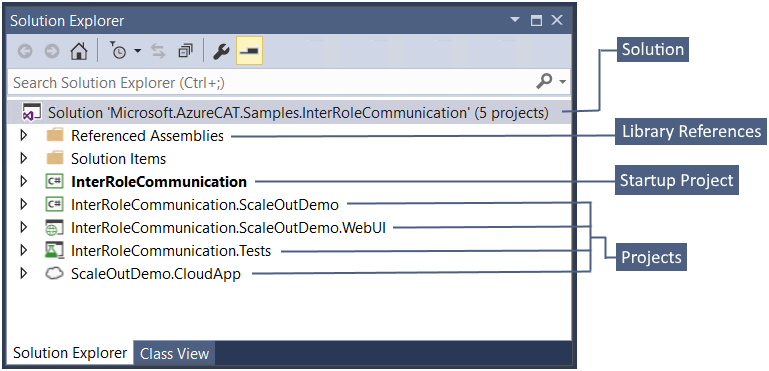 Solution Explorer
Search Solution Explorer (Ctrl+;)
Solution 'Microsoft.AzureCAT.Samples.InterRoleCommunication' (5 projects)
Referenced Assemblies
Solution Items
C# InterRoleCommunication
C# InterRoleCommunication.ScaleOutDemo
InterRoleCommunication.ScaleOutDemo.WebUI
InterRoleCommunication.Tests
ScaleOutDemo.CloudApp
Solution Explorer Class View
Solution
Library References
Startup Project
Projects